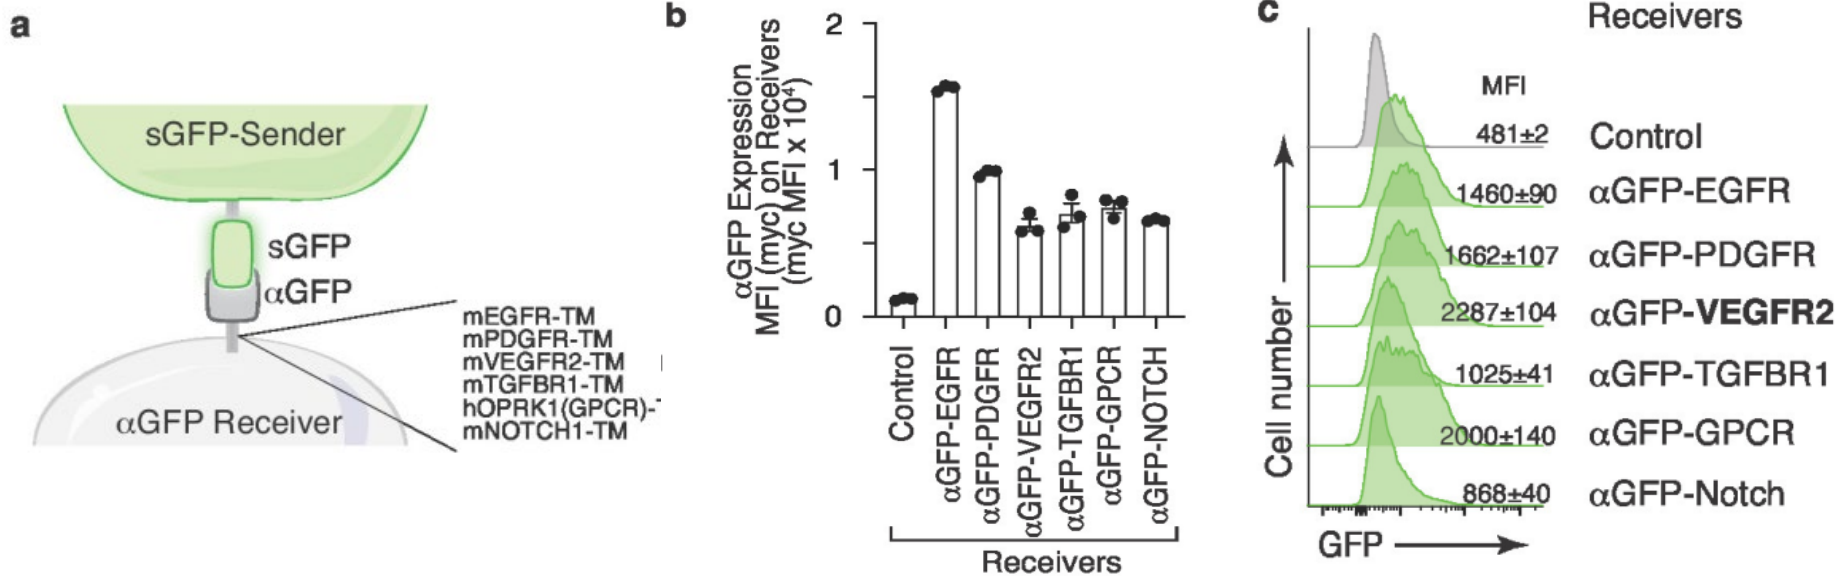 a
sGFP-Sender
sGFP
αGFP
mEGFR-TM
mPDGFR-TM
mVEGFR2-TM
mTGFBR1-TM
hOPRK1(GPCR)-
mNOTCH1-TM
αGFP Receiver
b
αGFP Expression
MFI (myc) on Receivers
(myc MFI x 10⁴)
2
1
0
Control
αGFP-EGFR
αGFP-PDGFR
αGFP-VEGFR2
αGFP-TGFBR1
αGFP-GPCR
αGFP-NOTCH
Receivers
c
Receivers
MFI
481±2 Control
1460±90 αGFP-EGFR
1662±107 αGFP-PDGFR
2287±104 αGFP-VEGFR2
1025±41 αGFP-TGFBR1
2000±140 αGFP-GPCR
868±40 αGFP-Notch
Cell number
GFP